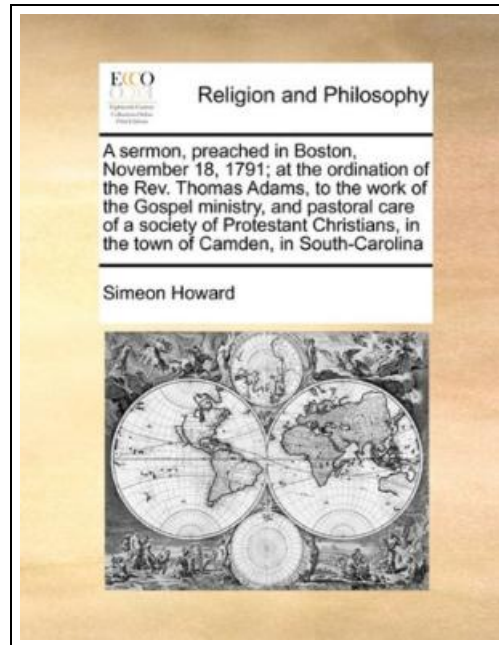 ECCO
Religion and Philosophy
A sermon, preached in Boston,
November 18, 1791; at the ordination of
the Rev. Thomas Adams, to the work of
the Gospel ministry, and pastoral care
of a society of Protestant Christians, in
the town of Camden, in South-Carolina
Simeon Howard